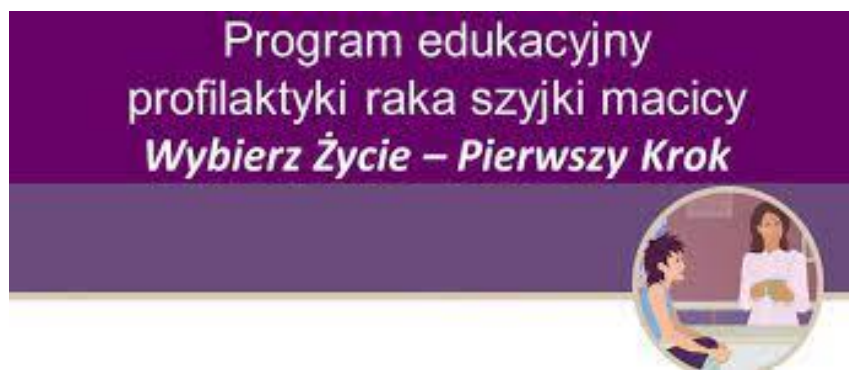 Program edukacyjny
profilaktyki raka szyjki macicy
Wybierz Życie – Pierwszy Krok